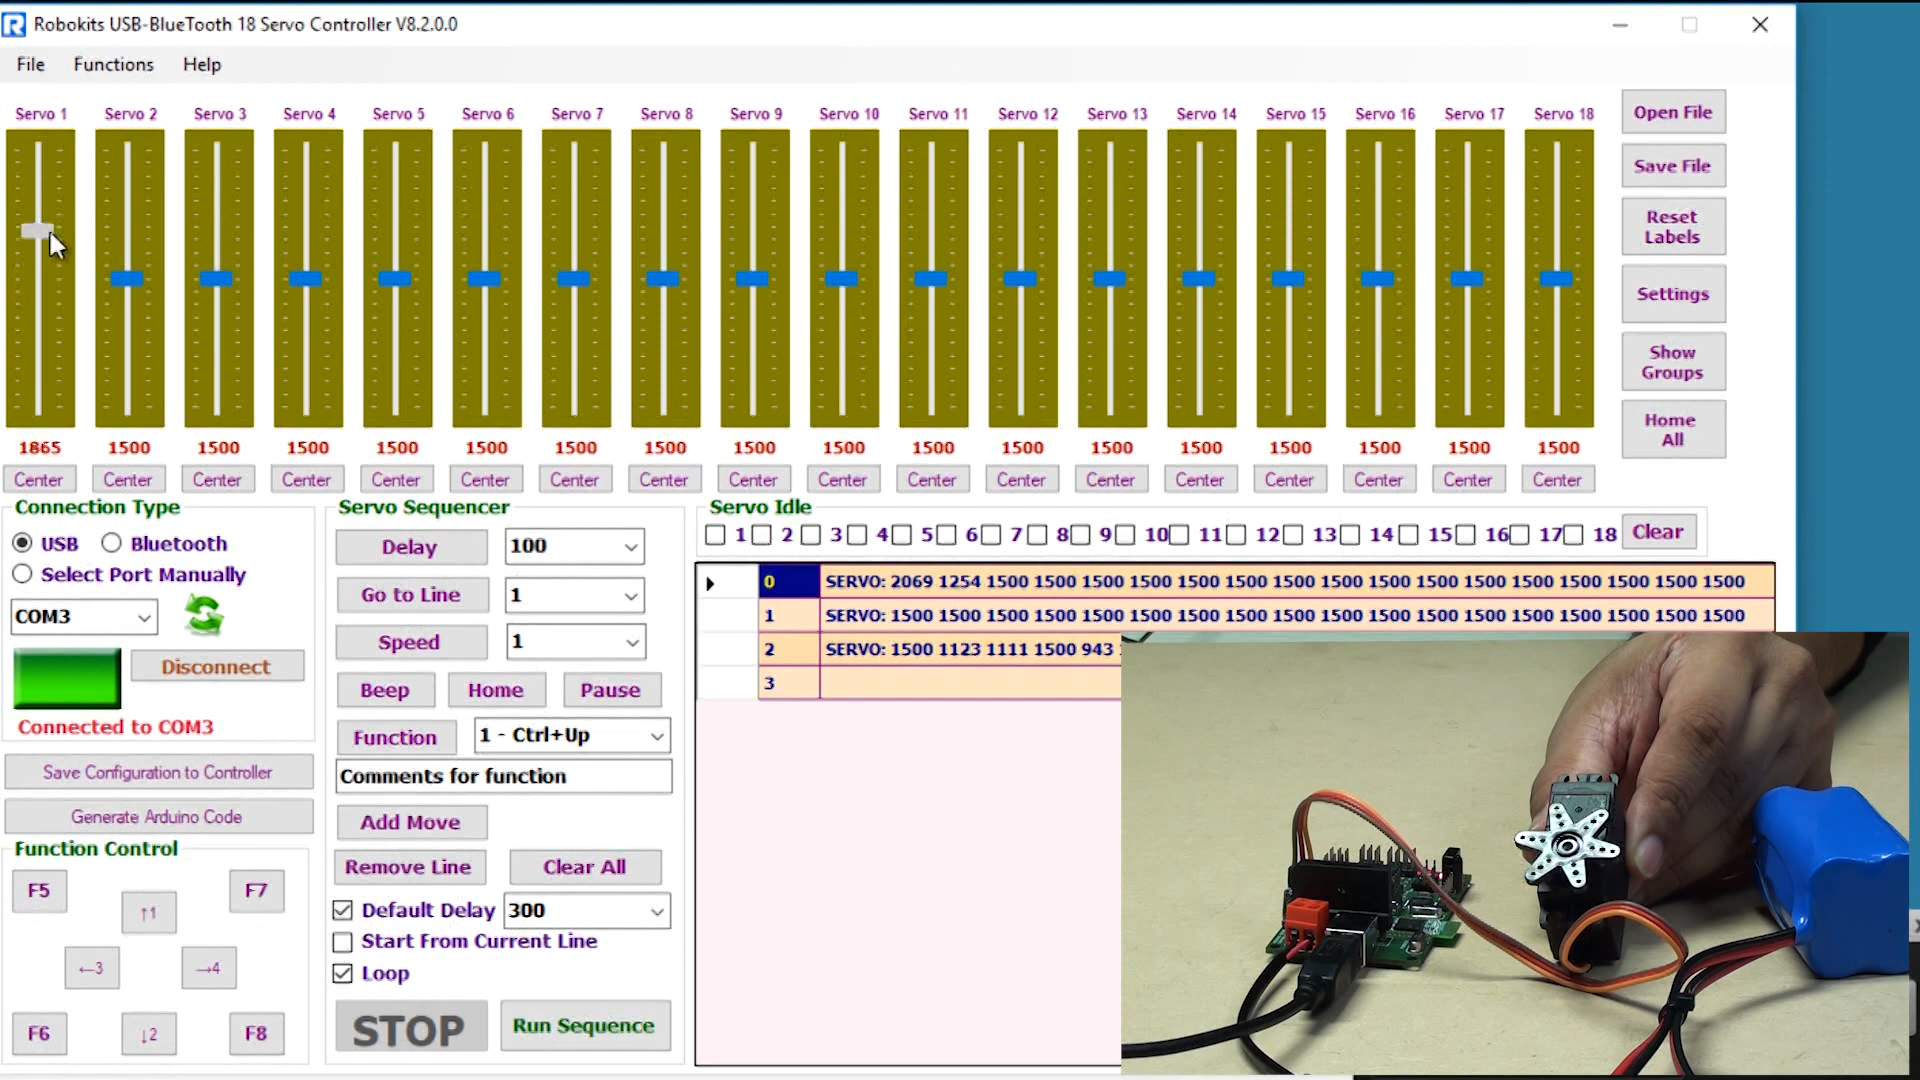 Robokits USB-BlueTooth 18 Servo Controller V8.2.0.0
File Functions Help
Servo 1 Servo 2 Servo 3 Servo 4 Servo 5 Servo 6 Servo 7 Servo 8 Servo 9 Servo 10 Servo 11 Servo 12 Servo 13 Servo 14 Servo 15 Servo 16 Servo 17 Servo 18
1865 1500 1500 1500 1500 1500 1500 1500 1500 1500 1500 1500 1500 1500 1500 1500 1500 1500
Center Center Center Center Center Center Center Center Center Center Center Center Center Center Center Center Center Center
Open File
Save File
Reset
Labels
Settings
Show
Groups
Home
All
Connection Type
USB Bluetooth
Select Port Manually
COM3
Disconnect
Connected to COM3
Save Configuration to Controller
Generate Arduino Code
Function Control
F5 ↑1 F7
←3 →4
F6 ↓2 F8
Servo Sequencer
Delay 100
Go to Line 1
Speed 1
Beep Home Pause
Function 1 - Ctrl+Up
Comments for function
Add Move
Remove Line Clear All
Default Delay 300
Start From Current Line
Loop
STOP Run Sequence
Servo Idle
1 2 3 4 5 6 7 8 9 10 11 12 13 14 15 16 17 18 Clear
0 SERVO: 2069 1254 1500 1500 1500 1500 1500 1500 1500 1500 1500 1500 1500 1500 1500 1500 1500 1500
1 SERVO: 1500 1500 1500 1500 1500 1500 1500 1500 1500 1500 1500 1500 1500 1500 1500 1500 1500 1500
2 SERVO: 1500 1123 1111 1500 943
3